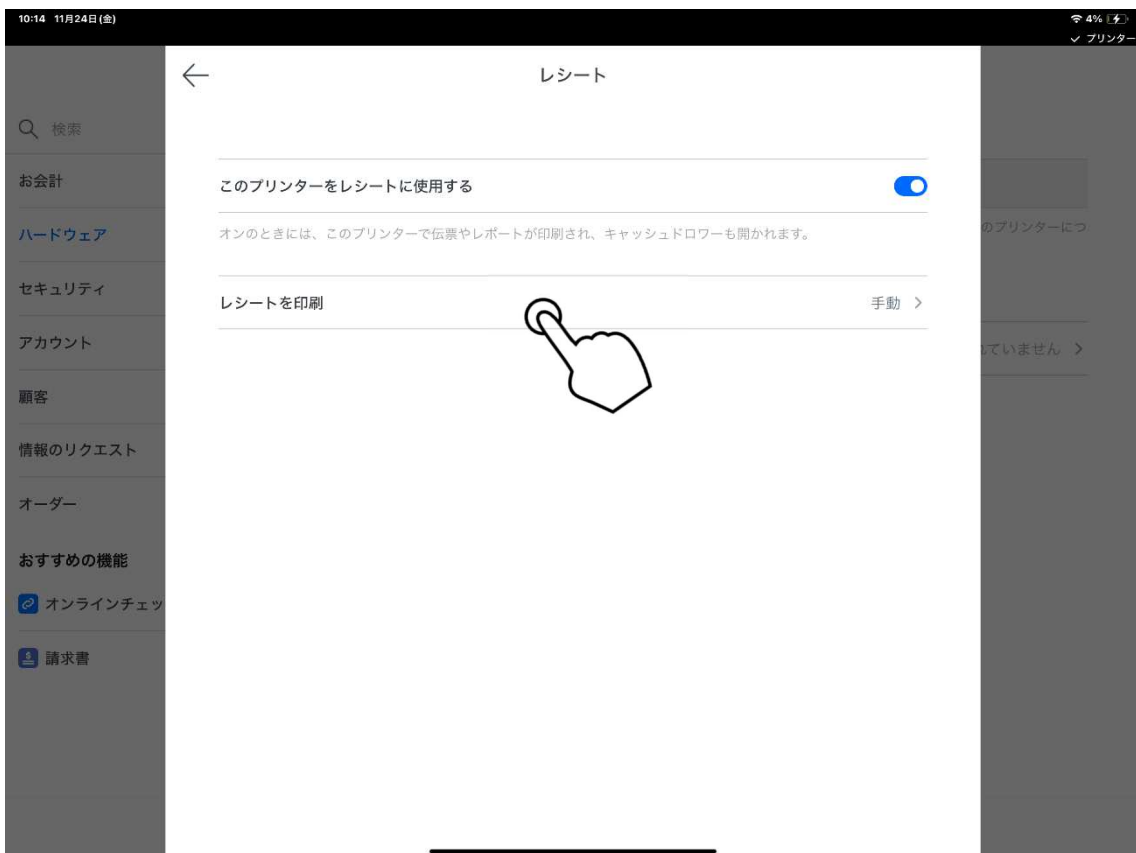 10:14 11月24日(金)
4%
プリンター
レシート
検索
お会計
ハードウェア
セキュリティ
アカウント
顧客
情報のリクエスト
オーダー
おすすめの機能
オンラインチェッ
請求書
このプリンターをレシートに使用する
オンのときには、このプリンターで伝票やレポートが印刷され、キャッシュドロワーも開かれます。
レシートを印刷
手動
のプリンターにつ
れていません